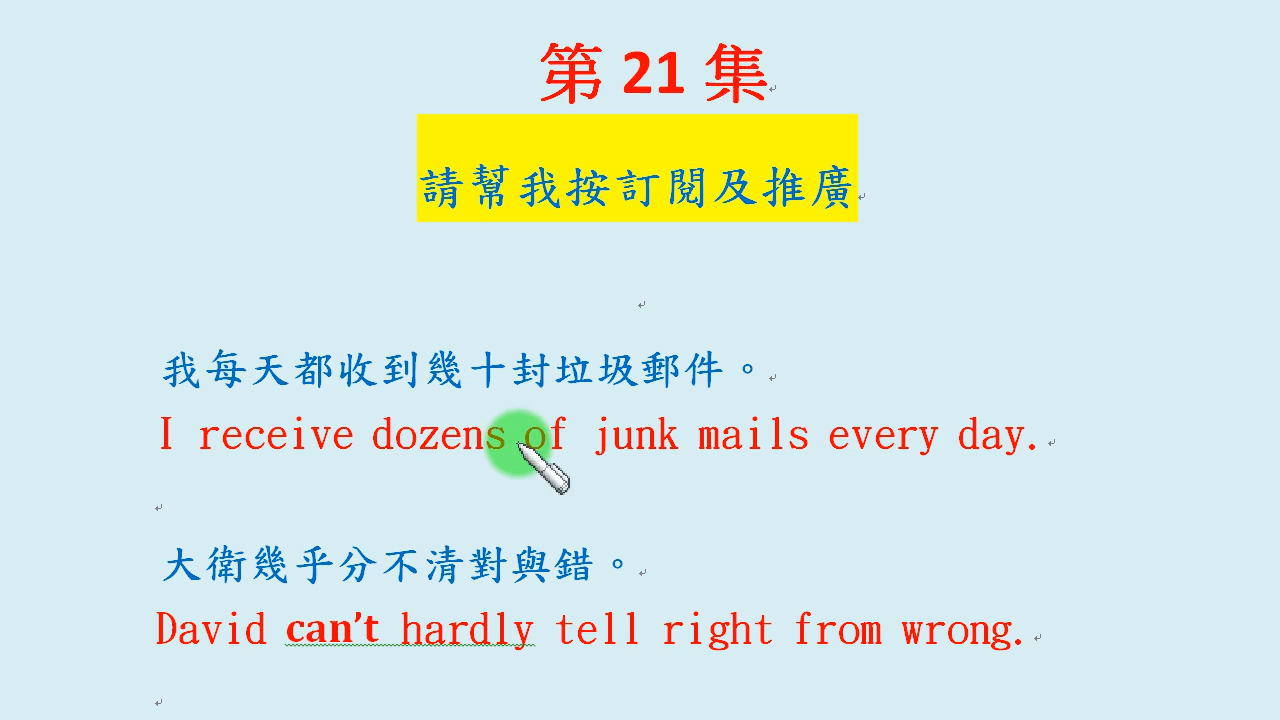 第 21 集
請幫我按訂閱及推廣
我每天都收到幾十封垃圾郵件。
I receive dozens of junk mails every day.
大衛幾乎分不清對與錯。
David can't hardly tell right from wrong.